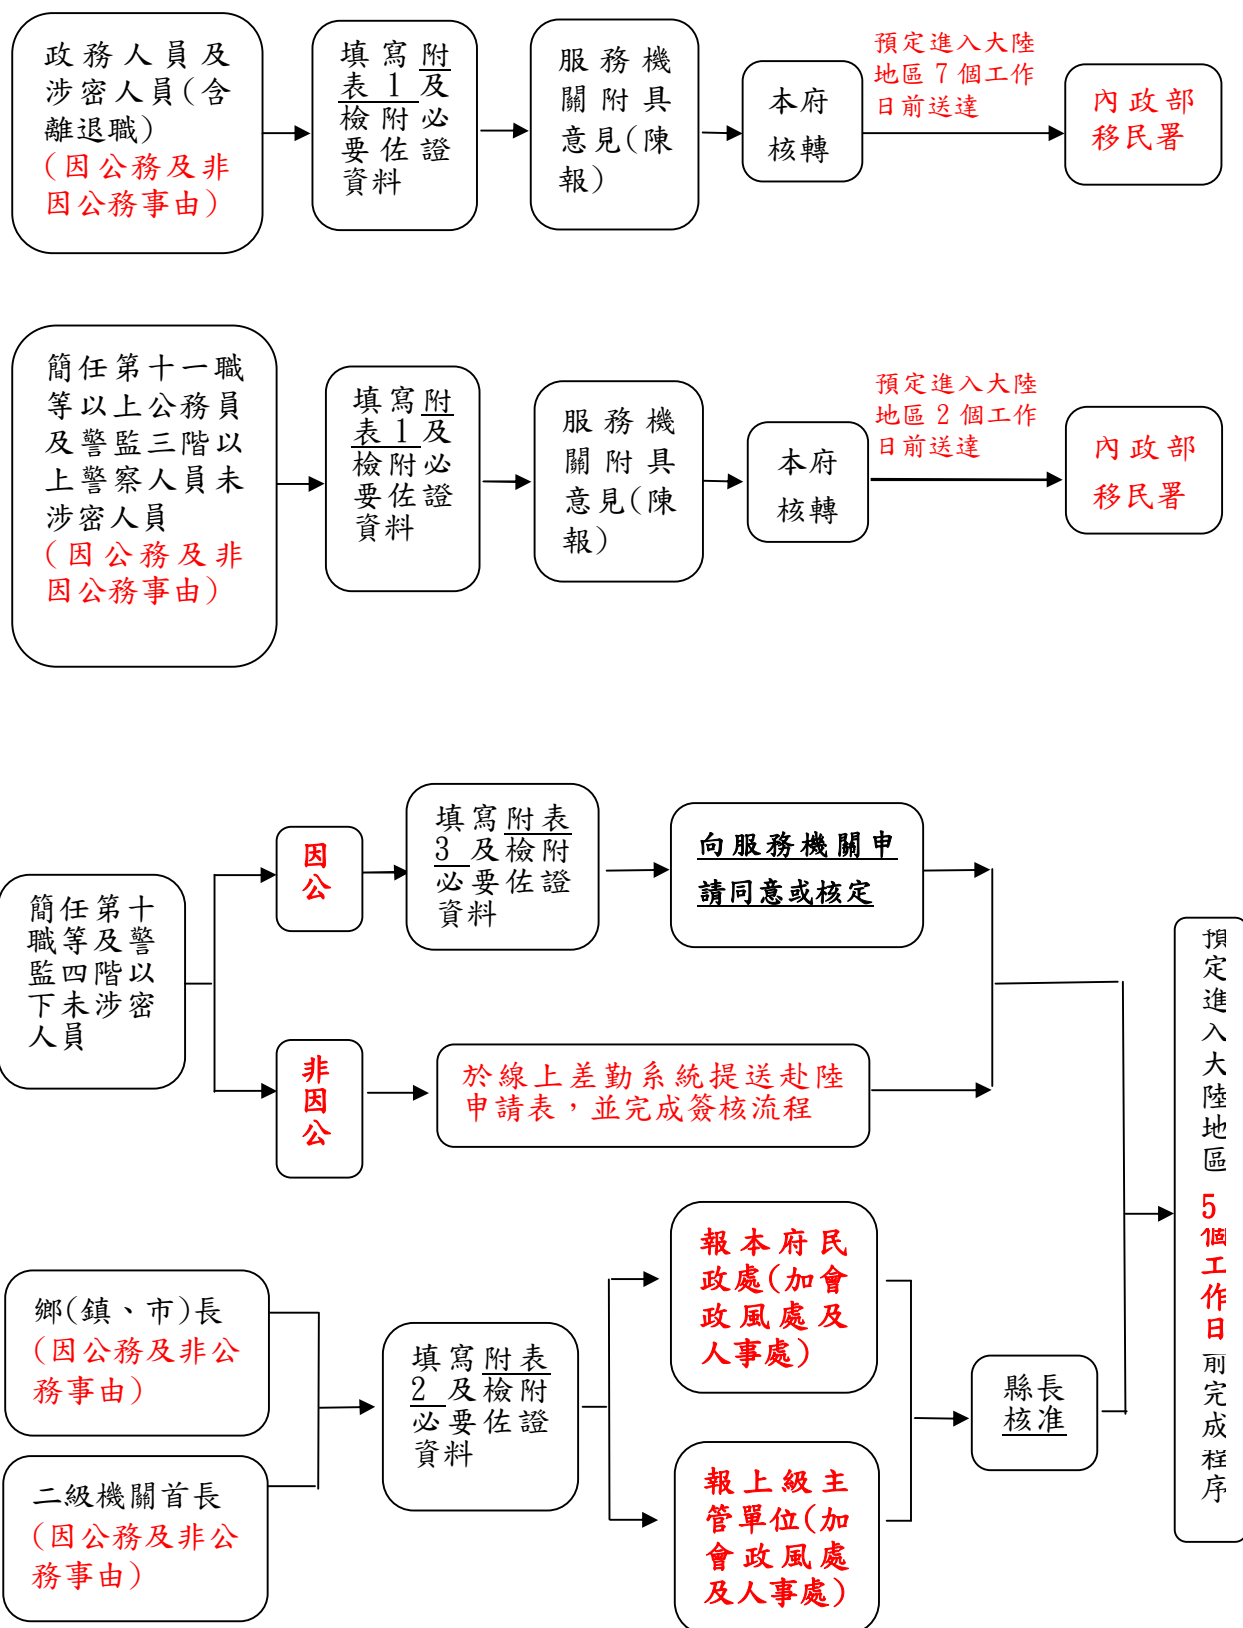 政務人員及
涉密人員(含
離退職)
(因公務及非
因公務事由)
填寫附
表1及
檢附必
要佐證
資料
服務機
關附具
意見(陳
報)
本府
核轉
預定進入大陸
地區7個工作
日前送達
內政部
移民署
簡任第十一職
等以上公務員
及警監三階以
上警察人員未
涉密人員
(因公務及非
因公務事由)
填寫附
表1及
檢附必
要佐證
資料
服務機
關附具
意見(陳
報)
本府
核轉
預定進入大陸
地區2個工作
日前送達
內政部
移民署
簡任第十
職等及警
監四階以
下未涉密
人員
因
公
填寫附表
3及檢附
必要佐證
資料
向服務機關申
請同意或核定
非
因
公
於線上差勤系統提送赴陸
申請表，並完成簽核流程
鄉(鎮、市)長
(因公務及非公
務事由)
二級機關首長
(因公務及非公
務事由)
填寫附表
2及檢附
必要佐證
資料
報本府民
政處(加會
政風處及
人事處)
報上級主
管單位(加
會政風處
及人事處)
縣長
核准
預定進入大陸地區5個工作日前完成程序